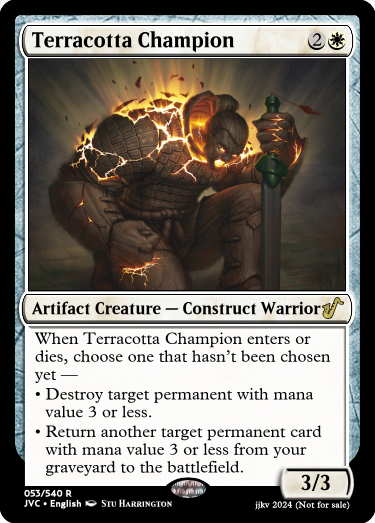 Terracotta Champion 2
Artifact Creature — Construct Warrior
When Terracotta Champion enters or
dies, choose one that hasn't been chosen
yet —
• Destroy target permanent with mana
value 3 or less.
• Return another target permanent card
with mana value 3 or less from your
graveyard to the battlefield.
3/3
053/540 R
JVC • English Stu Harrington
jjkv 2024 (Not for sale)